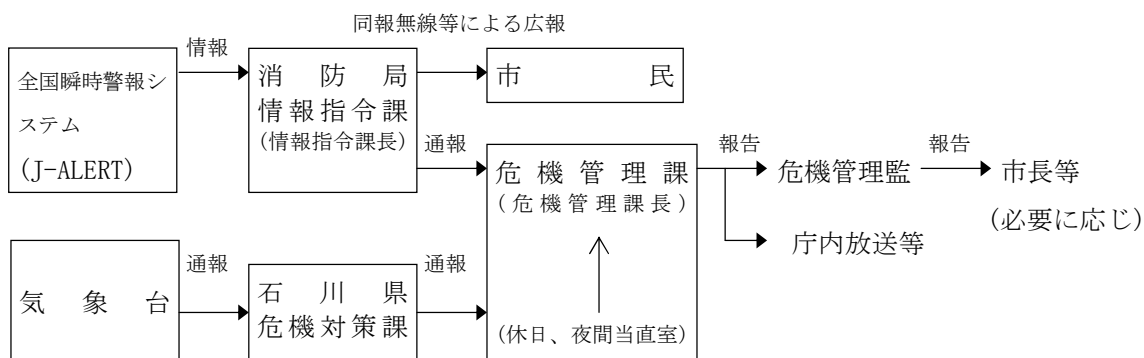 同報無線等による広報
情報
全国瞬時警報シ
ステム
(J-ALERT)
消防局
情報指令課
(情報指令課長)
市民
通報
危機管理課
(危機管理課長)
報告
危機管理監
報告
市長等
(必要に応じ)
庁内放送等
気象台
通報
石川県
危機対策課
通報
(休日、夜間当直室)